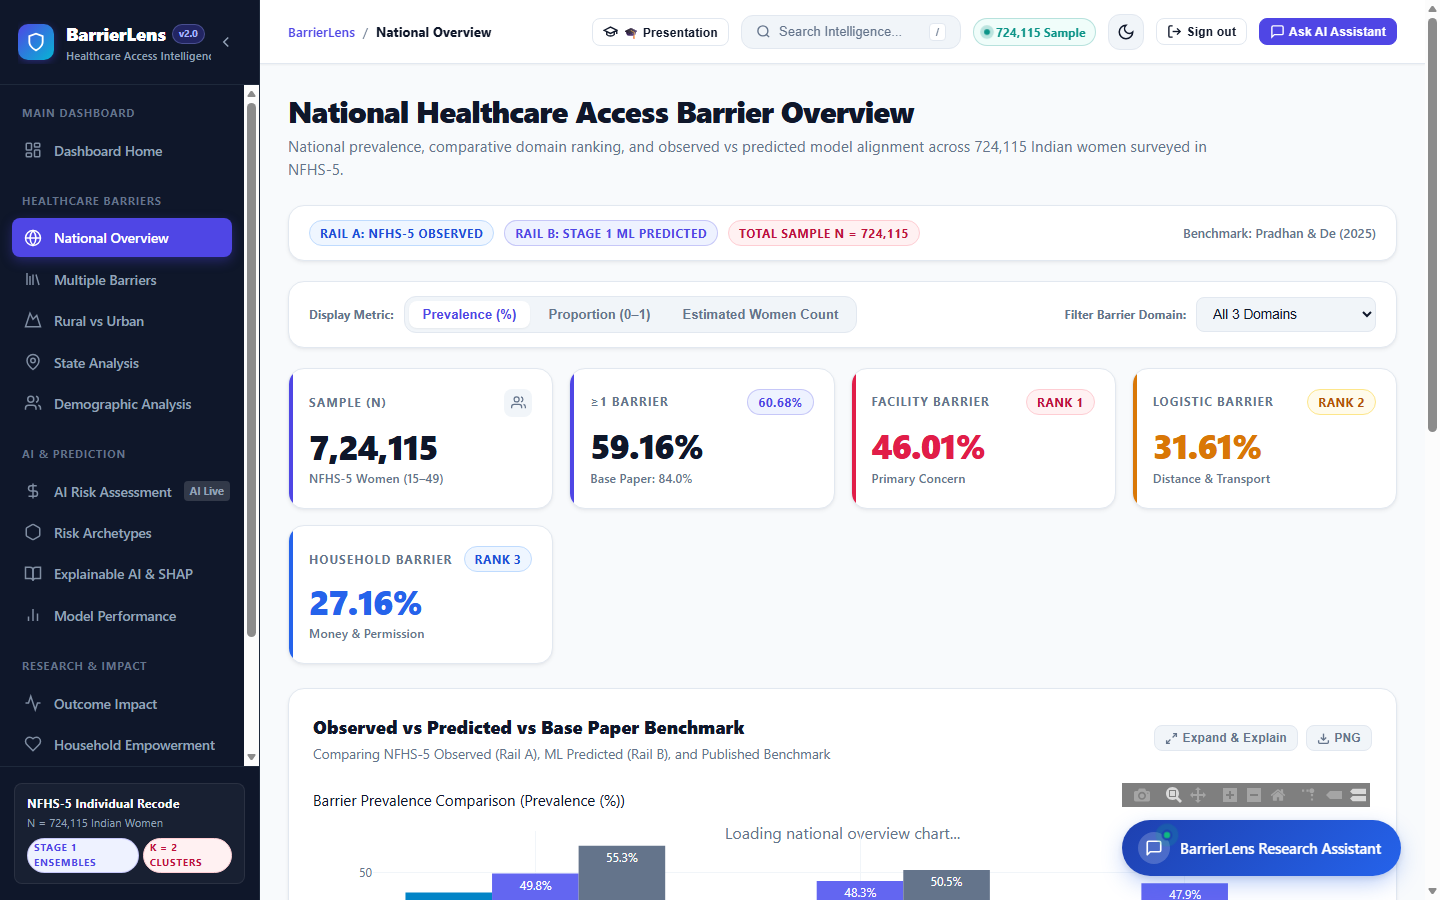 BarrierLens v2.0
Healthcare Access Intelligenc
MAIN DASHBOARD
Dashboard Home
HEALTHCARE BARRIERS
National Overview
Multiple Barriers
Rural vs Urban
State Analysis
Demographic Analysis
AI & PREDICTION
AI Risk Assessment AI Live
Risk Archetypes
Explainable AI & SHAP
Model Performance
RESEARCH & IMPACT
Outcome Impact
Household Empowerment
NFHS-5 Individual Recode
N = 724,115 Indian Women
STAGE 1 ENSEMBLES
K = 2 CLUSTERS
BarrierLens / National Overview
Presentation
Search Intelligence... /
724,115 Sample
Sign out
Ask AI Assistant
National Healthcare Access Barrier Overview
National prevalence, comparative domain ranking, and observed vs predicted model alignment across 724,115 Indian women surveyed in
NFHS-5.
RAIL A: NFHS-5 OBSERVED
RAIL B: STAGE 1 ML PREDICTED
TOTAL SAMPLE N = 724,115
Benchmark: Pradhan & De (2025)
Display Metric: Prevalence (%) Proportion (0–1) Estimated Women Count
Filter Barrier Domain: All 3 Domains
SAMPLE (N)
7,24,115
NFHS-5 Women (15–49)
≥1 BARRIER 60.68%
59.16%
Base Paper: 84.0%
FACILITY BARRIER RANK 1
46.01%
Primary Concern
LOGISTIC BARRIER RANK 2
31.61%
Distance & Transport
HOUSEHOLD BARRIER RANK 3
27.16%
Money & Permission
Observed vs Predicted vs Base Paper Benchmark
Comparing NFHS-5 Observed (Rail A), ML Predicted (Rail B), and Published Benchmark
Expand & Explain
PNG
Barrier Prevalence Comparison (Prevalence (%))
Loading national overview chart...
50
49.8%
55.3%
48.3%
50.5%
47.9%
BarrierLens Research Assistant